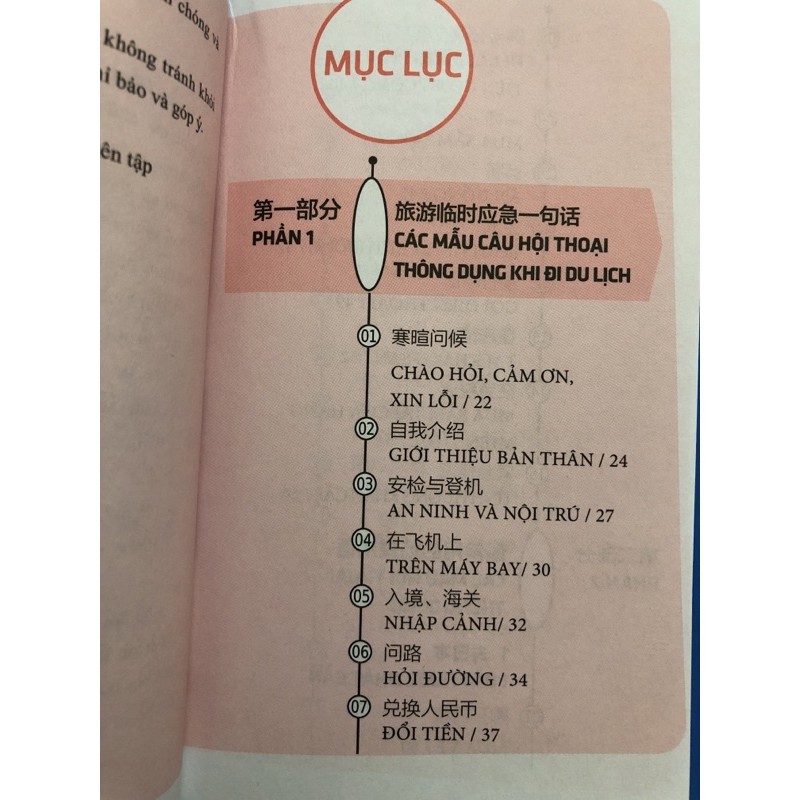 chóng và
không tránh khỏi
bảo và góp ý.
tập
MỤC LỤC
第一部分
PHẦN 1
旅游临时应急一句话
CÁC MẪU CÂU HỘI THOẠI
THÔNG DỤNG KHI ĐI DU LỊCH
01 寒暄问候
CHÀO HỎI, CẢM ƠN,
XIN LỖI / 22
02 自我介绍
GIỚI THIỆU BẢN THÂN / 24
03 安检与登机
AN NINH VÀ NỘI TRÚ / 27
04 在飞机上
TRÊN MÁY BAY/ 30
05 入境、海关
NHẬP CẢNH/ 32
06 问路
HỎI ĐƯỜNG / 34
07 兑换人民币
ĐỔI TIỀN / 37